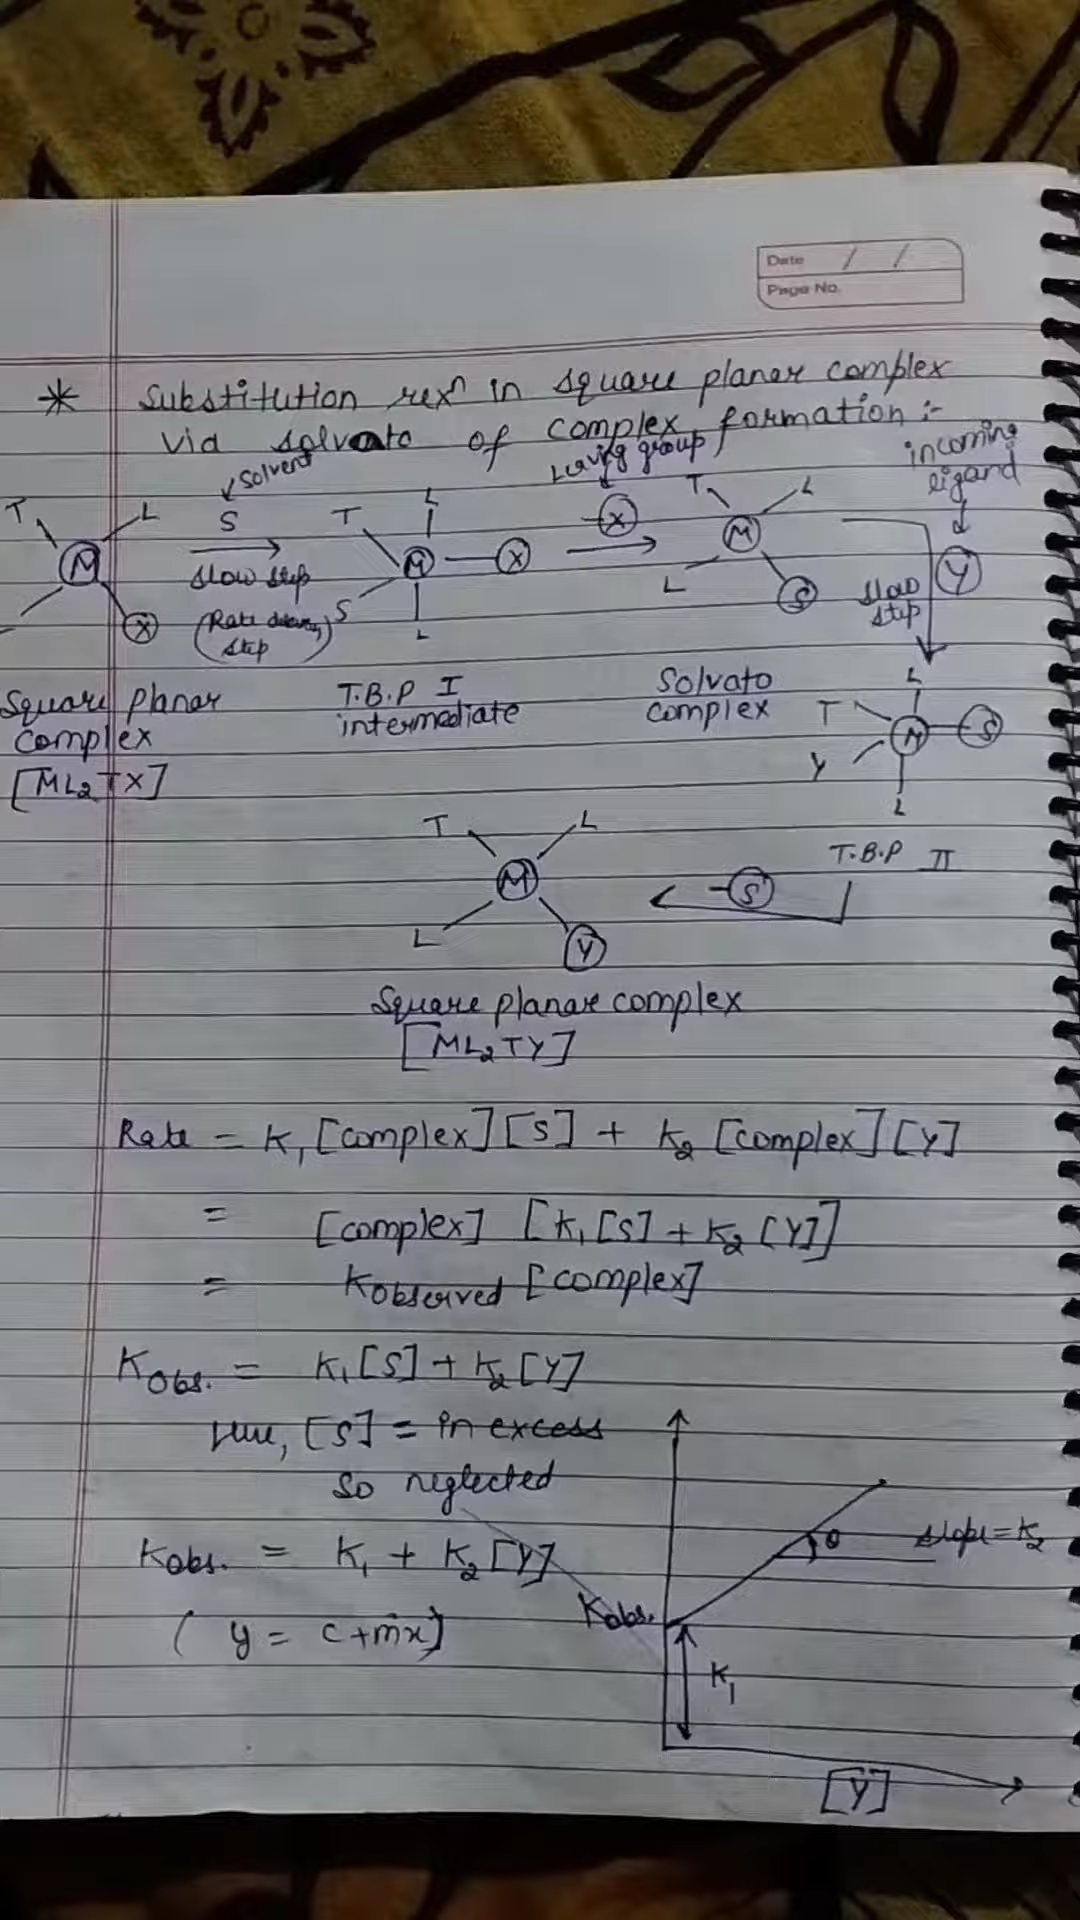 Date / /
Page No.
* Substitution rexⁿ in square planar complex
via solvato of complex formation :-
solvent
leaving group
incoming
ligand
T L S T L X T L Y
M M X M
slow step
X S L L S slow
step
(Rate
step)
Square planar
complex
[ML₂TX]
T.B.P I
intermediate
Solvato
complex
L
T M S
Y
L
T L
M
-S
T.B.P II
L Y
Square planar complex
[ML₂TY]
Rate = K₁ [complex] [S] + K₂ [complex] [Y]
= [complex] [K₁ [S] + K₂ [Y]]
= Kobserved [complex]
KObs. = K₁ [S] + K₂ [Y]
[S] = in excess
so neglected
Kobs. = K₁ + K₂ [Y]
θ slope = K₂
Kobs.
( y = c + mx )
K₁
[Y]